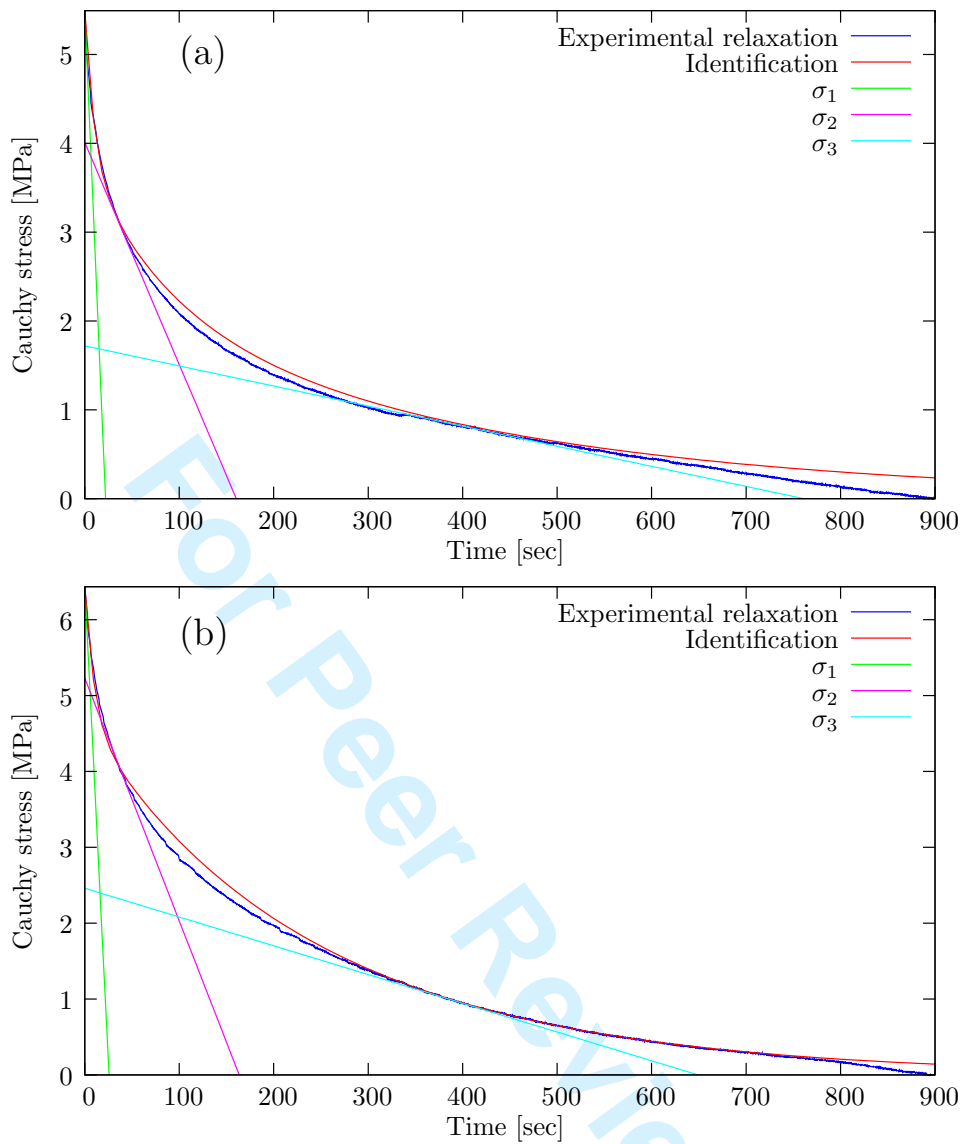 (a)
Experimental relaxation
Identification
σ1
σ2
σ3
Cauchy stress [MPa]
5
4
3
2
1
0
0 100 200 300 400 500 600 700 800 900
Time [sec]
(b)
Experimental relaxation
Identification
σ1
σ2
σ3
Cauchy stress [MPa]
6
5
4
3
2
1
0
0 100 200 300 400 500 600 700 800 900
Time [sec]
For Peer Revie